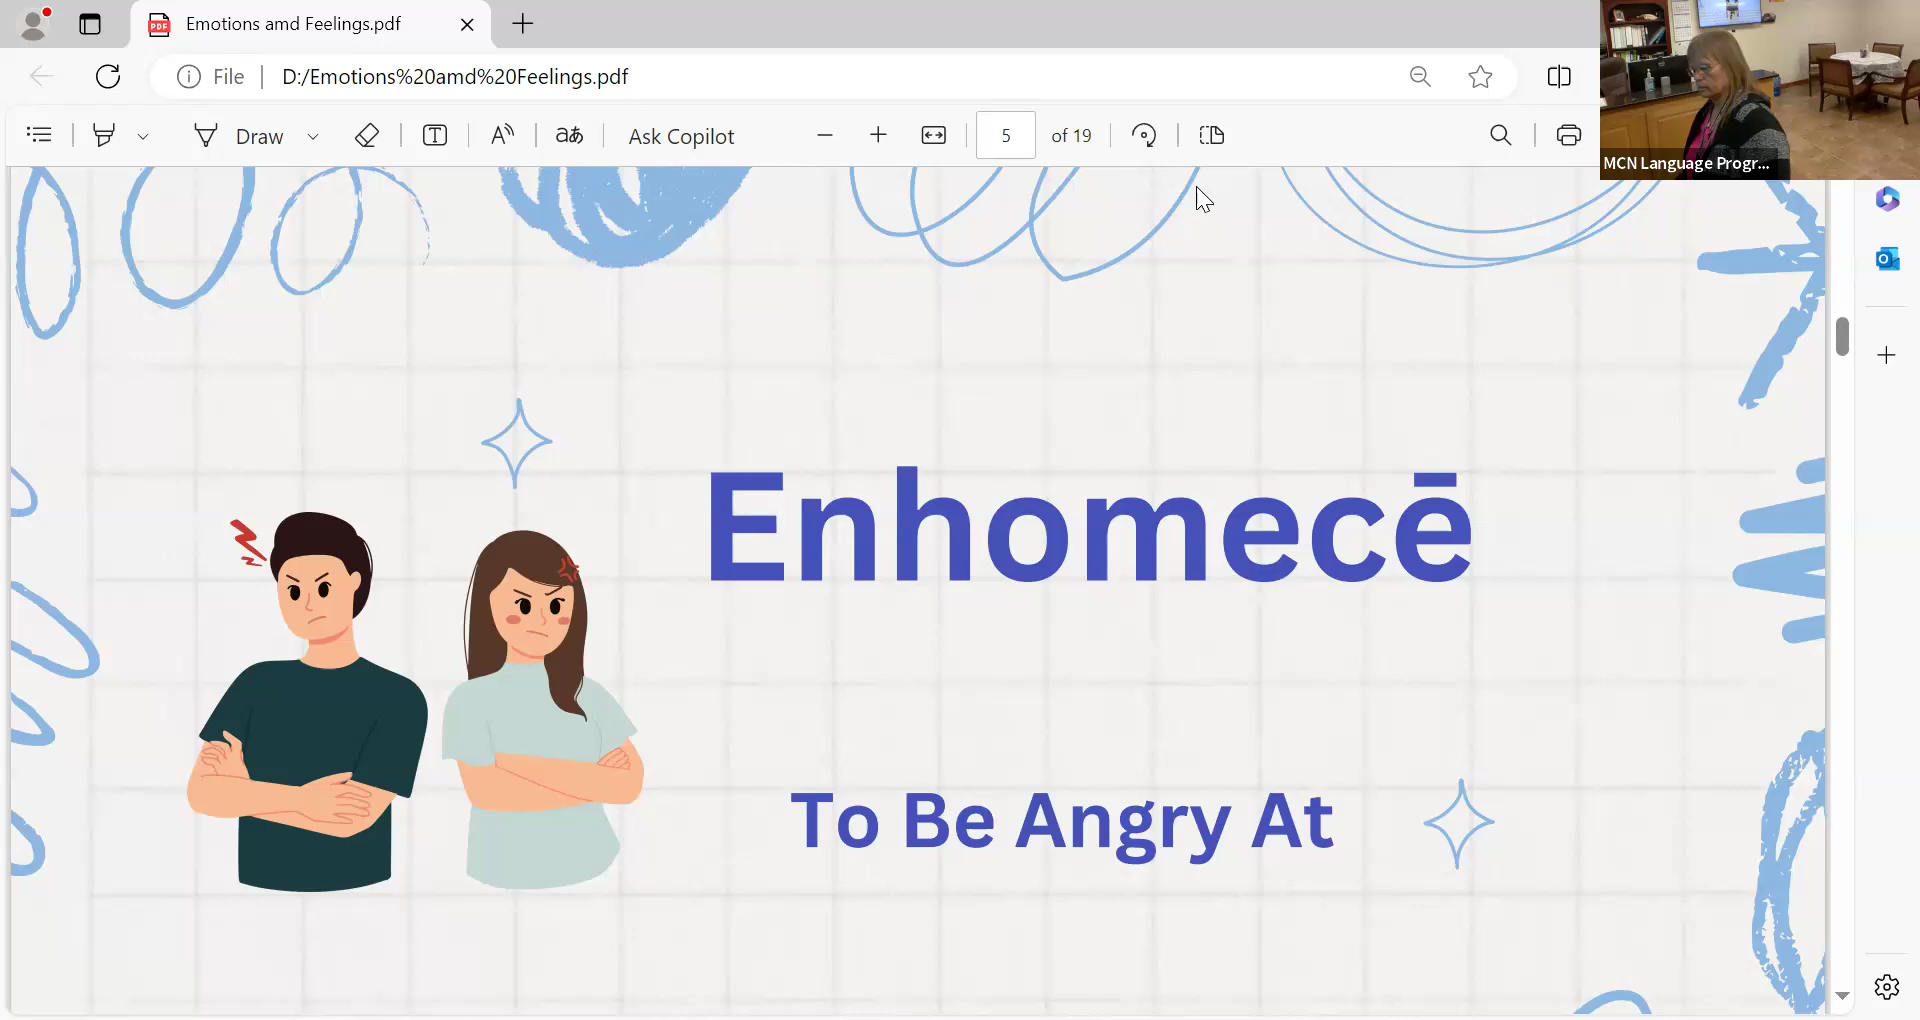 Emotions amd Feelings.pdf
File
D:/Emotions%20amd%20Feelings.pdf
Draw
Ask Copilot
5 of 19
MCN Language Progr...
Enhomecē
To Be Angry At